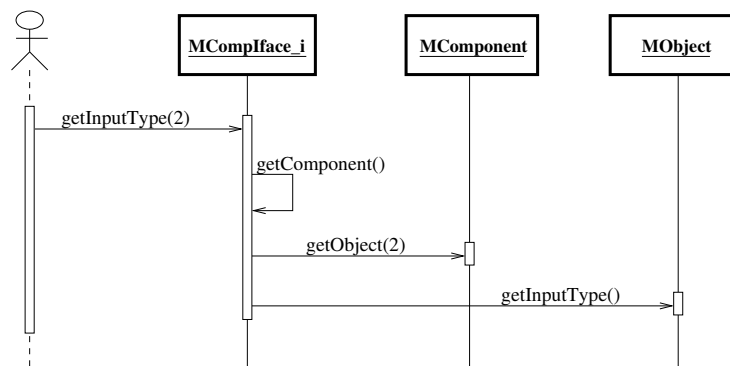 MCompIface_i
MComponent
MObject
getInputType(2)
getComponent()
getObject(2)
getInputType()